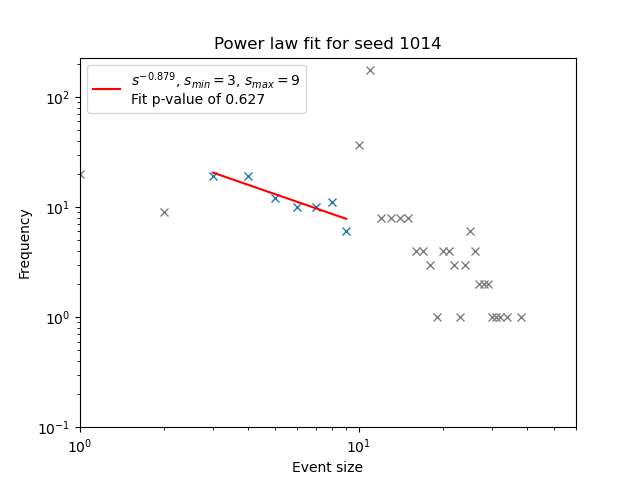 Power law fit for seed 1014
s^{-0.879}, s_{min} = 3, s_{max} = 9
Fit p-value of 0.627
Frequency
10^2
10^1
10^0
10^{-1}
10^0 10^1
Event size